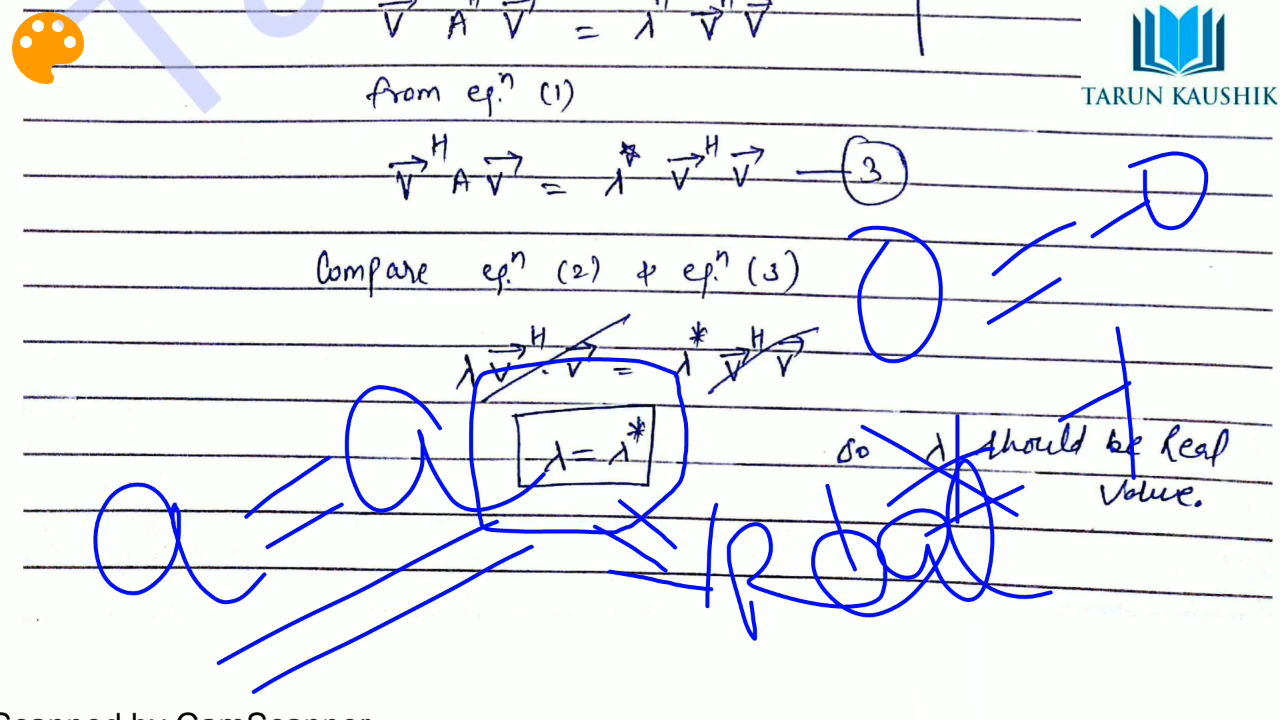 V⃗ A^H V⃗ = λ^H V⃗^H V⃗
TARUN KAUSHIK
from eq.ⁿ (1)
V⃗^H A V⃗ = λ* V⃗^H V⃗ — 3
Compare eq.ⁿ (2) & eq.ⁿ (3)
λ V⃗^H . V⃗ = λ* V⃗^H V⃗
λ = λ*
so λ should be Real
Value.
a = a
0 = 0
Scanned by CamScanner